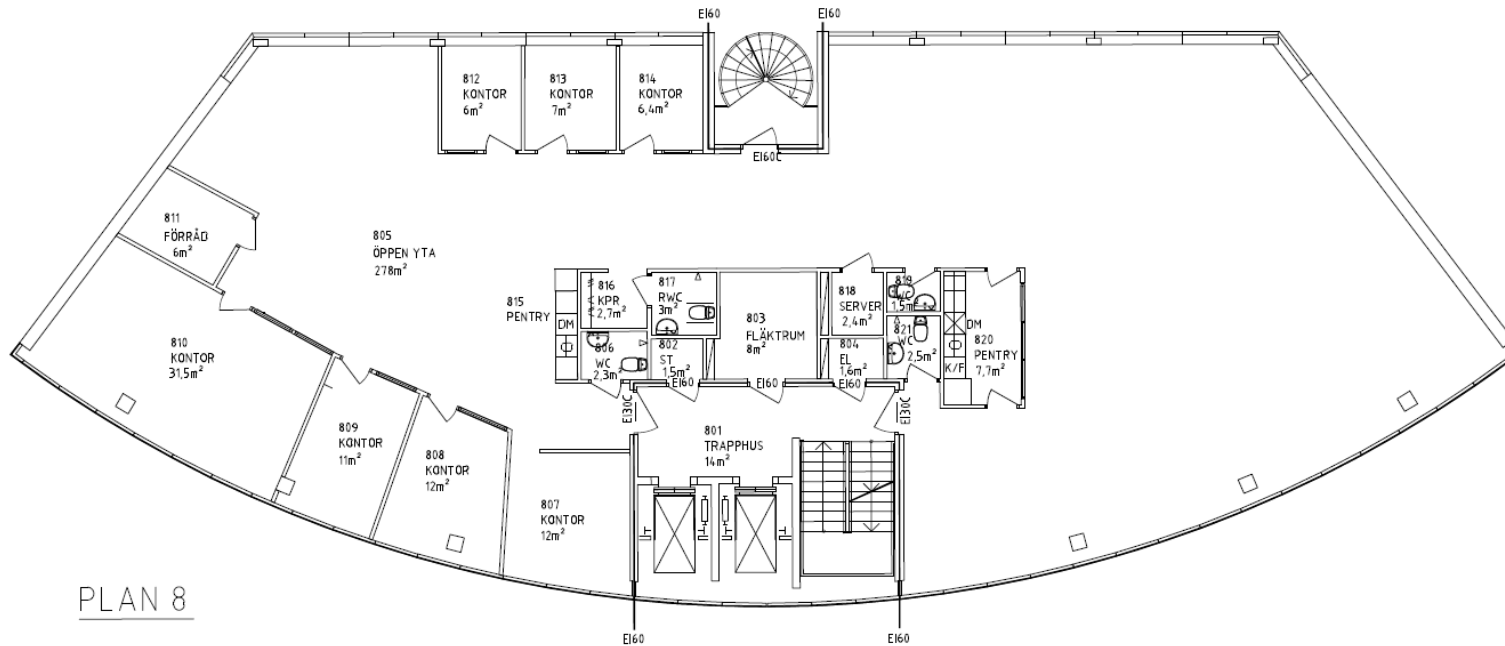 EI60
EI60
812
KONTOR
6m²
813
KONTOR
7m²
814
KONTOR
6,4m²
EI60C
811
FÖRRÅD
6m²
805
ÖPPEN YTA
278m²
810
KONTOR
31,5m²
809
KONTOR
11m²
808
KONTOR
12m²
807
KONTOR
12m²
815
PENTRY
DM
816
KPR
2,7m²
817
RWC
3m²
806
WC
2,3m²
802
ST
1,5m²
803
FLÄKTRUM
8m²
818
SERVER
2,4m²
804
EL
1,6m²
819
WC
1,5m²
821
WC
2,5m²
DM
820
PENTRY
7,7m²
K/F
EI60
EI60
EI60
EI30C
EI30C
801
TRAPPHUS
14m²
EI60
EI60
PLAN 8